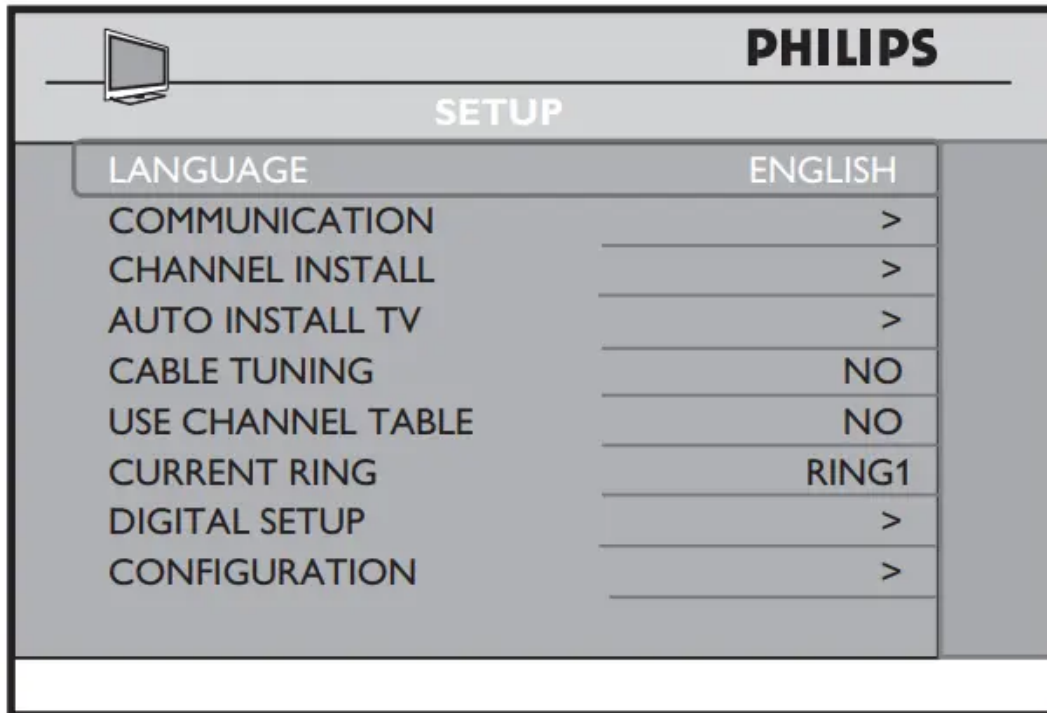 PHILIPS
SETUP
LANGUAGE ENGLISH
COMMUNICATION >
CHANNEL INSTALL >
AUTO INSTALL TV >
CABLE TUNING NO
USE CHANNEL TABLE NO
CURRENT RING RING1
DIGITAL SETUP >
CONFIGURATION >